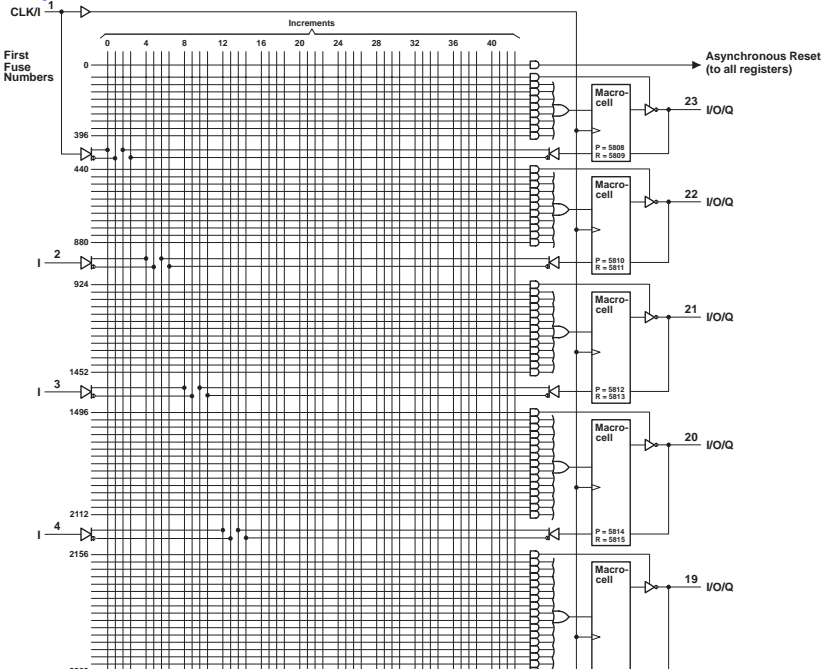 CLK/I 1
Increments
0 4 8 12 16 20 24 28 32 36 40
First
Fuse
Numbers
0
Asynchronous Reset
(to all registers)
Macro-
cell
23 I/O/Q
396
P = 5808
R = 5809
440
Macro-
cell
22 I/O/Q
880
I 2
P = 5810
R = 5811
924
Macro-
cell
21 I/O/Q
1452
I 3
P = 5812
R = 5813
1496
Macro-
cell
20 I/O/Q
2112
I 4
P = 5814
R = 5815
2156
Macro-
cell
19 I/O/Q